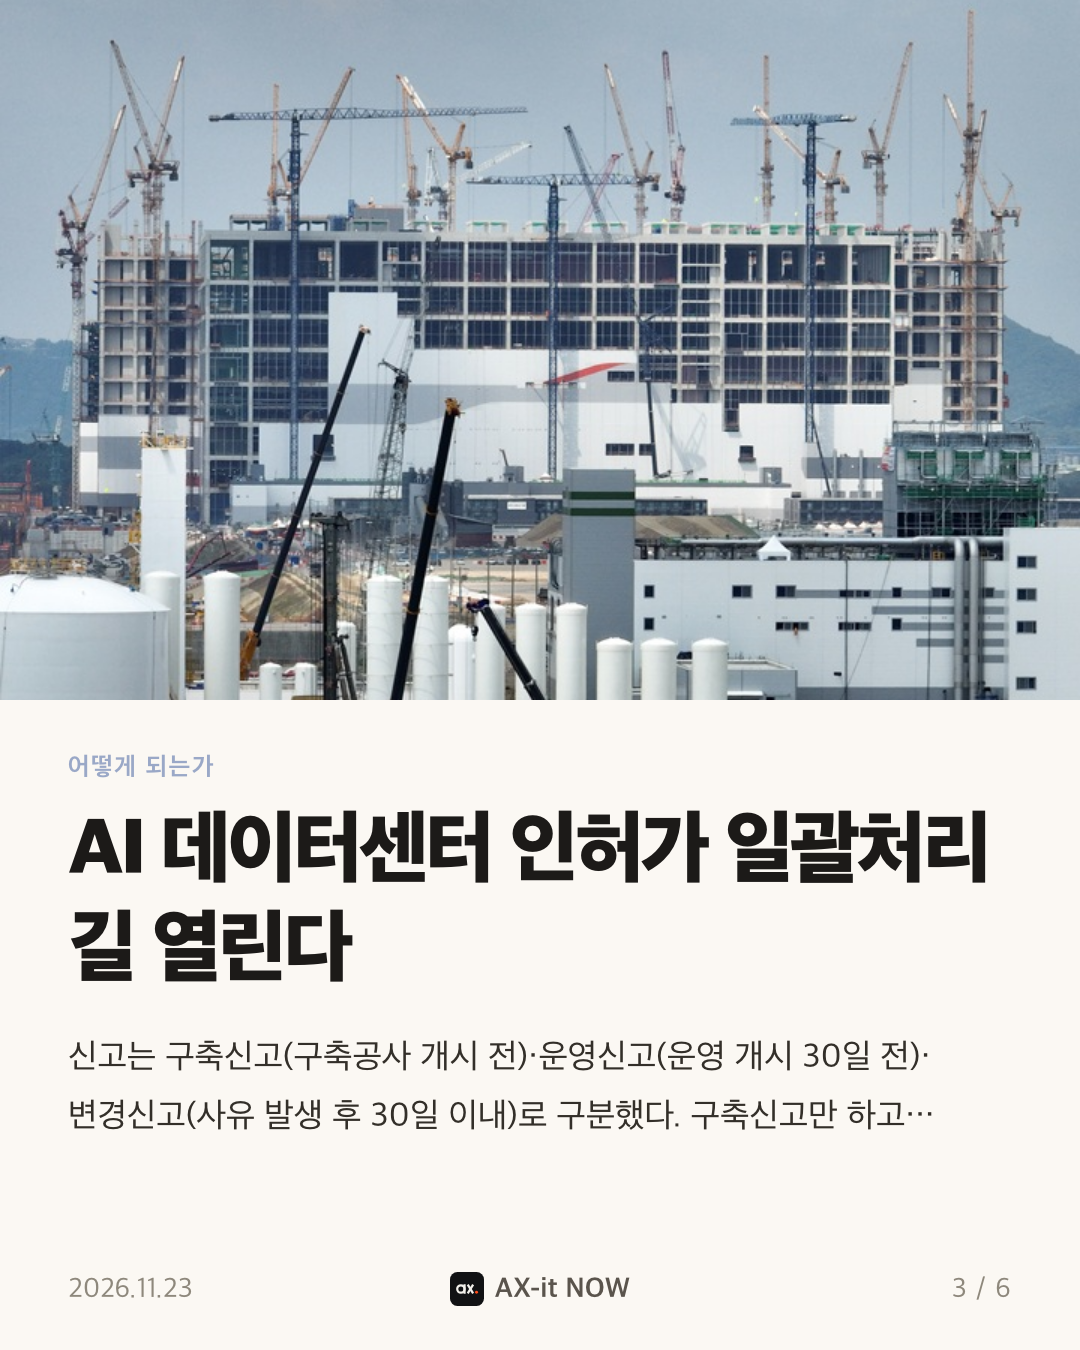 어떻게 되는가
AI 데이터센터 인허가 일괄처리
길 열린다
신고는 구축신고(구축공사 개시 전)·운영신고(운영 개시 30일 전)·
변경신고(사유 발생 후 30일 이내)로 구분했다. 구축신고만 하고…
2026.11.23
ax. AX-it NOW
3 / 6